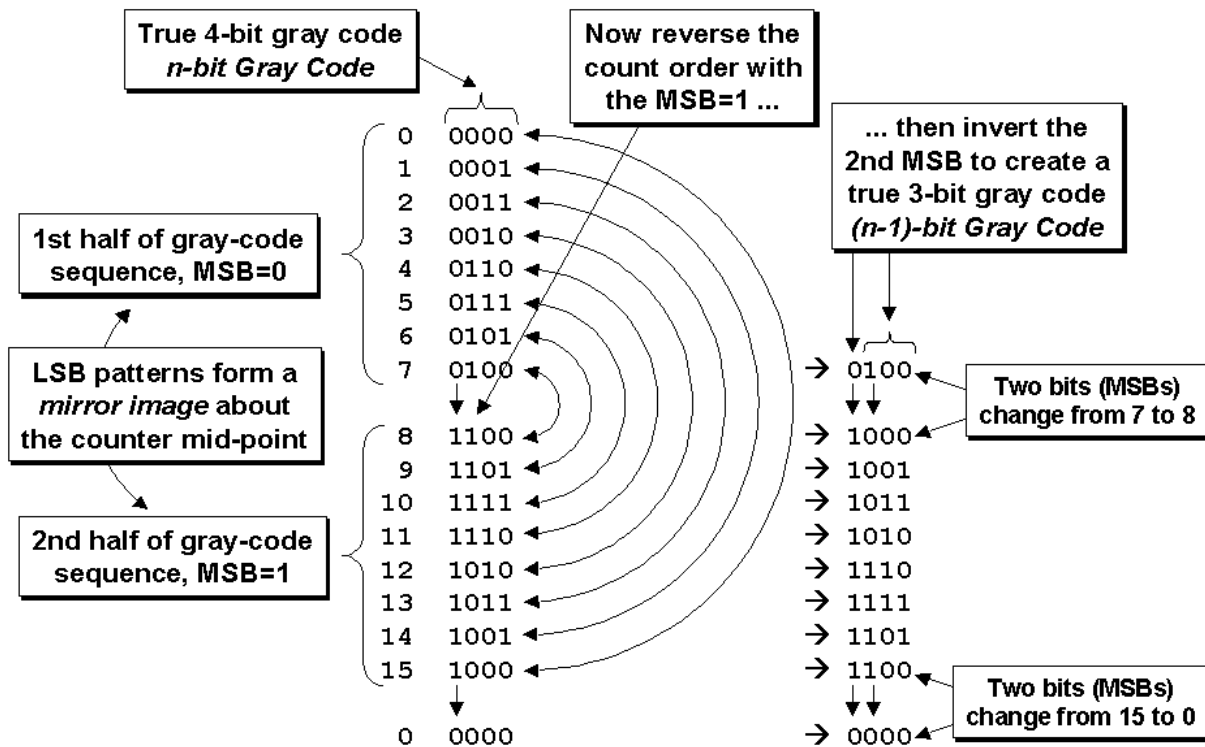 True 4-bit gray code
n-bit Gray Code
Now reverse the
count order with
the MSB=1 ...
... then invert the
2nd MSB to create a
true 3-bit gray code
(n-1)-bit Gray Code
1st half of gray-code
sequence, MSB=0
LSB patterns form a
mirror image about
the counter mid-point
2nd half of gray-code
sequence, MSB=1
0 0000
1 0001
2 0011
3 0010
4 0110
5 0111
6 0101
7 0100 → 0100
8 1100 → 1000
9 1101 → 1001
10 1111 → 1011
11 1110 → 1010
12 1010 → 1110
13 1011 → 1111
14 1001 → 1101
15 1000 → 1100
0 0000 → 0000
Two bits (MSBs)
change from 7 to 8
Two bits (MSBs)
change from 15 to 0